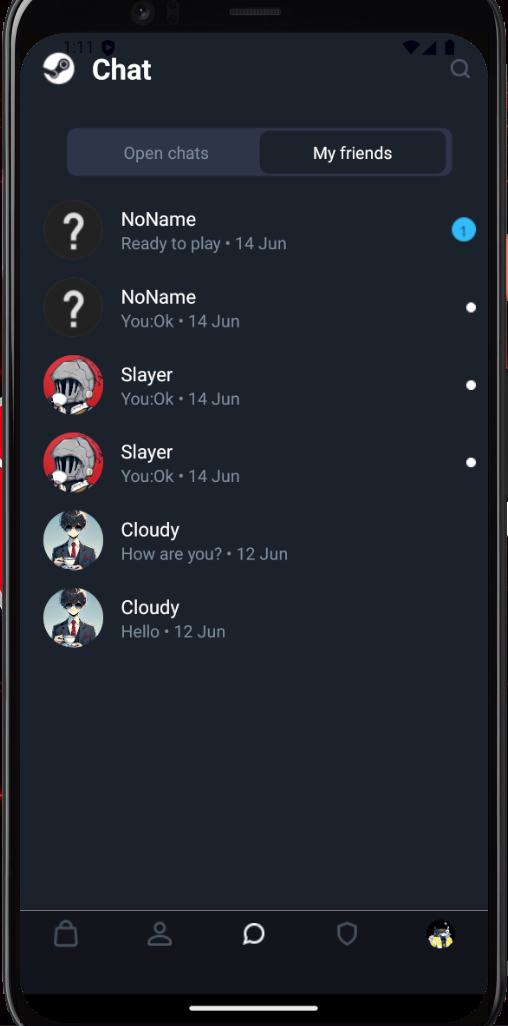 1:11
Chat
Open chats
My friends
NoName
Ready to play • 14 Jun
1
NoName
You:Ok • 14 Jun
Slayer
You:Ok • 14 Jun
Slayer
You:Ok • 14 Jun
Cloudy
How are you? • 12 Jun
Cloudy
Hello • 12 Jun